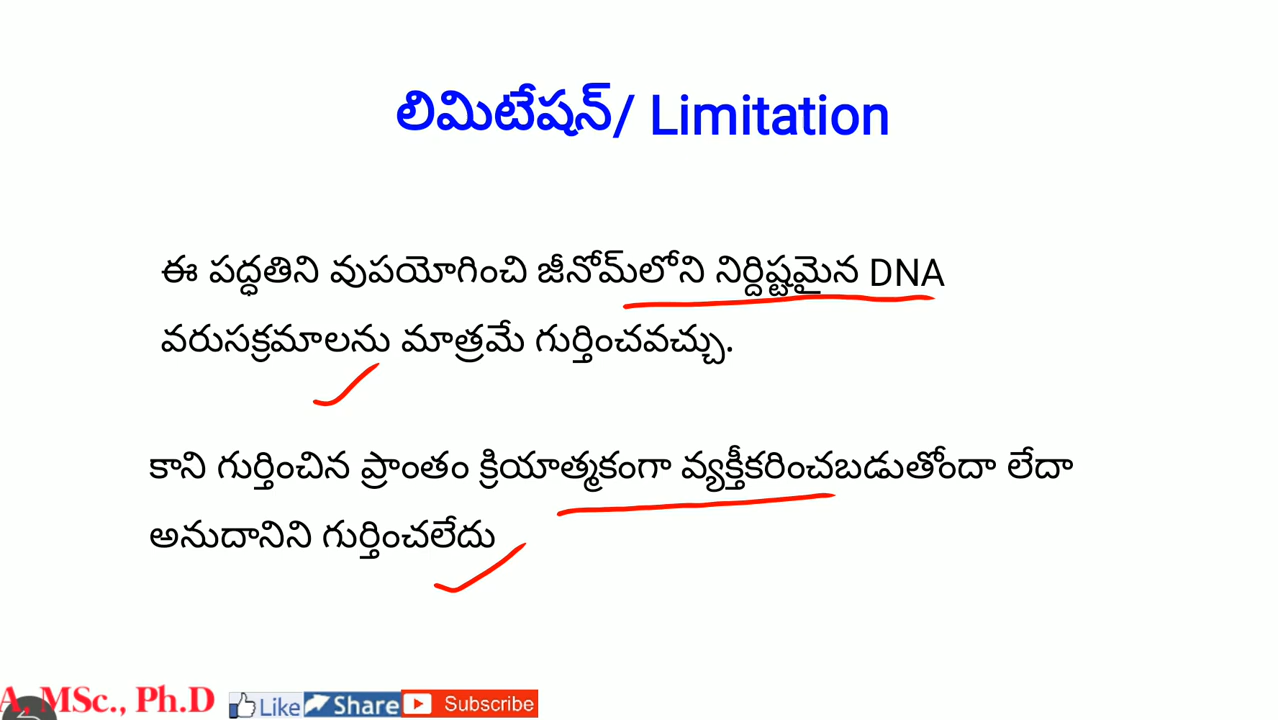 లిమిటేషన్/ Limitation
ఈ పద్ధతిని వుపయోగించి జీనోమ్‌లోని నిర్దిష్టమైన DNA
వరుసక్రమాలను మాత్రమే గుర్తించవచ్చు.
కాని గుర్తించిన ప్రాంతం క్రియాత్మకంగా వ్యక్తీకరించబడుతోందా లేదా
అనుదానిని గుర్తించలేదు
A, MSc., Ph.D Like Share Subscribe